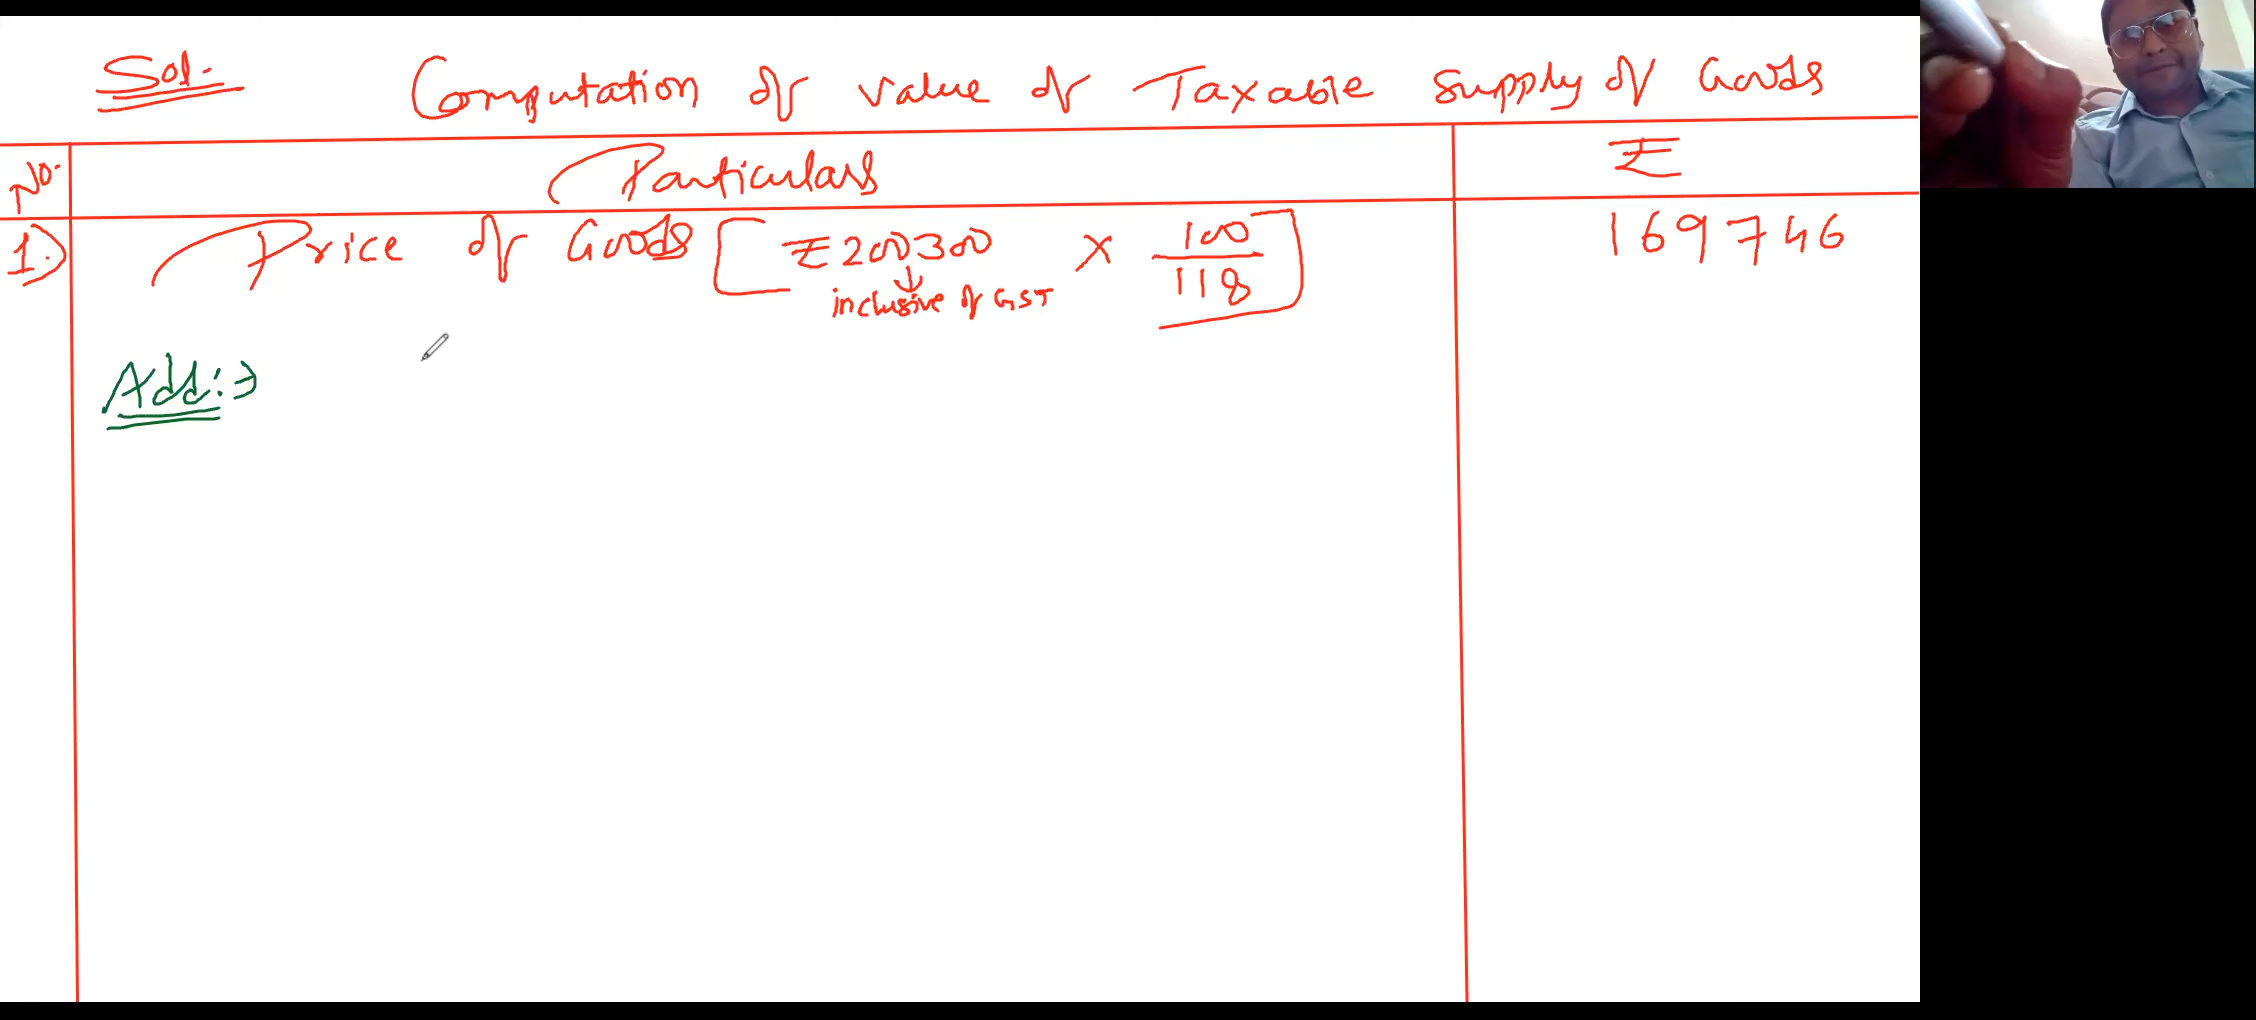 Sol. Computation of value of Taxable Supply of Goods
No. Particulars ₹
1.) Price of Goods [₹200300 × 100/118] 169746
inclusive of GST
Add:→